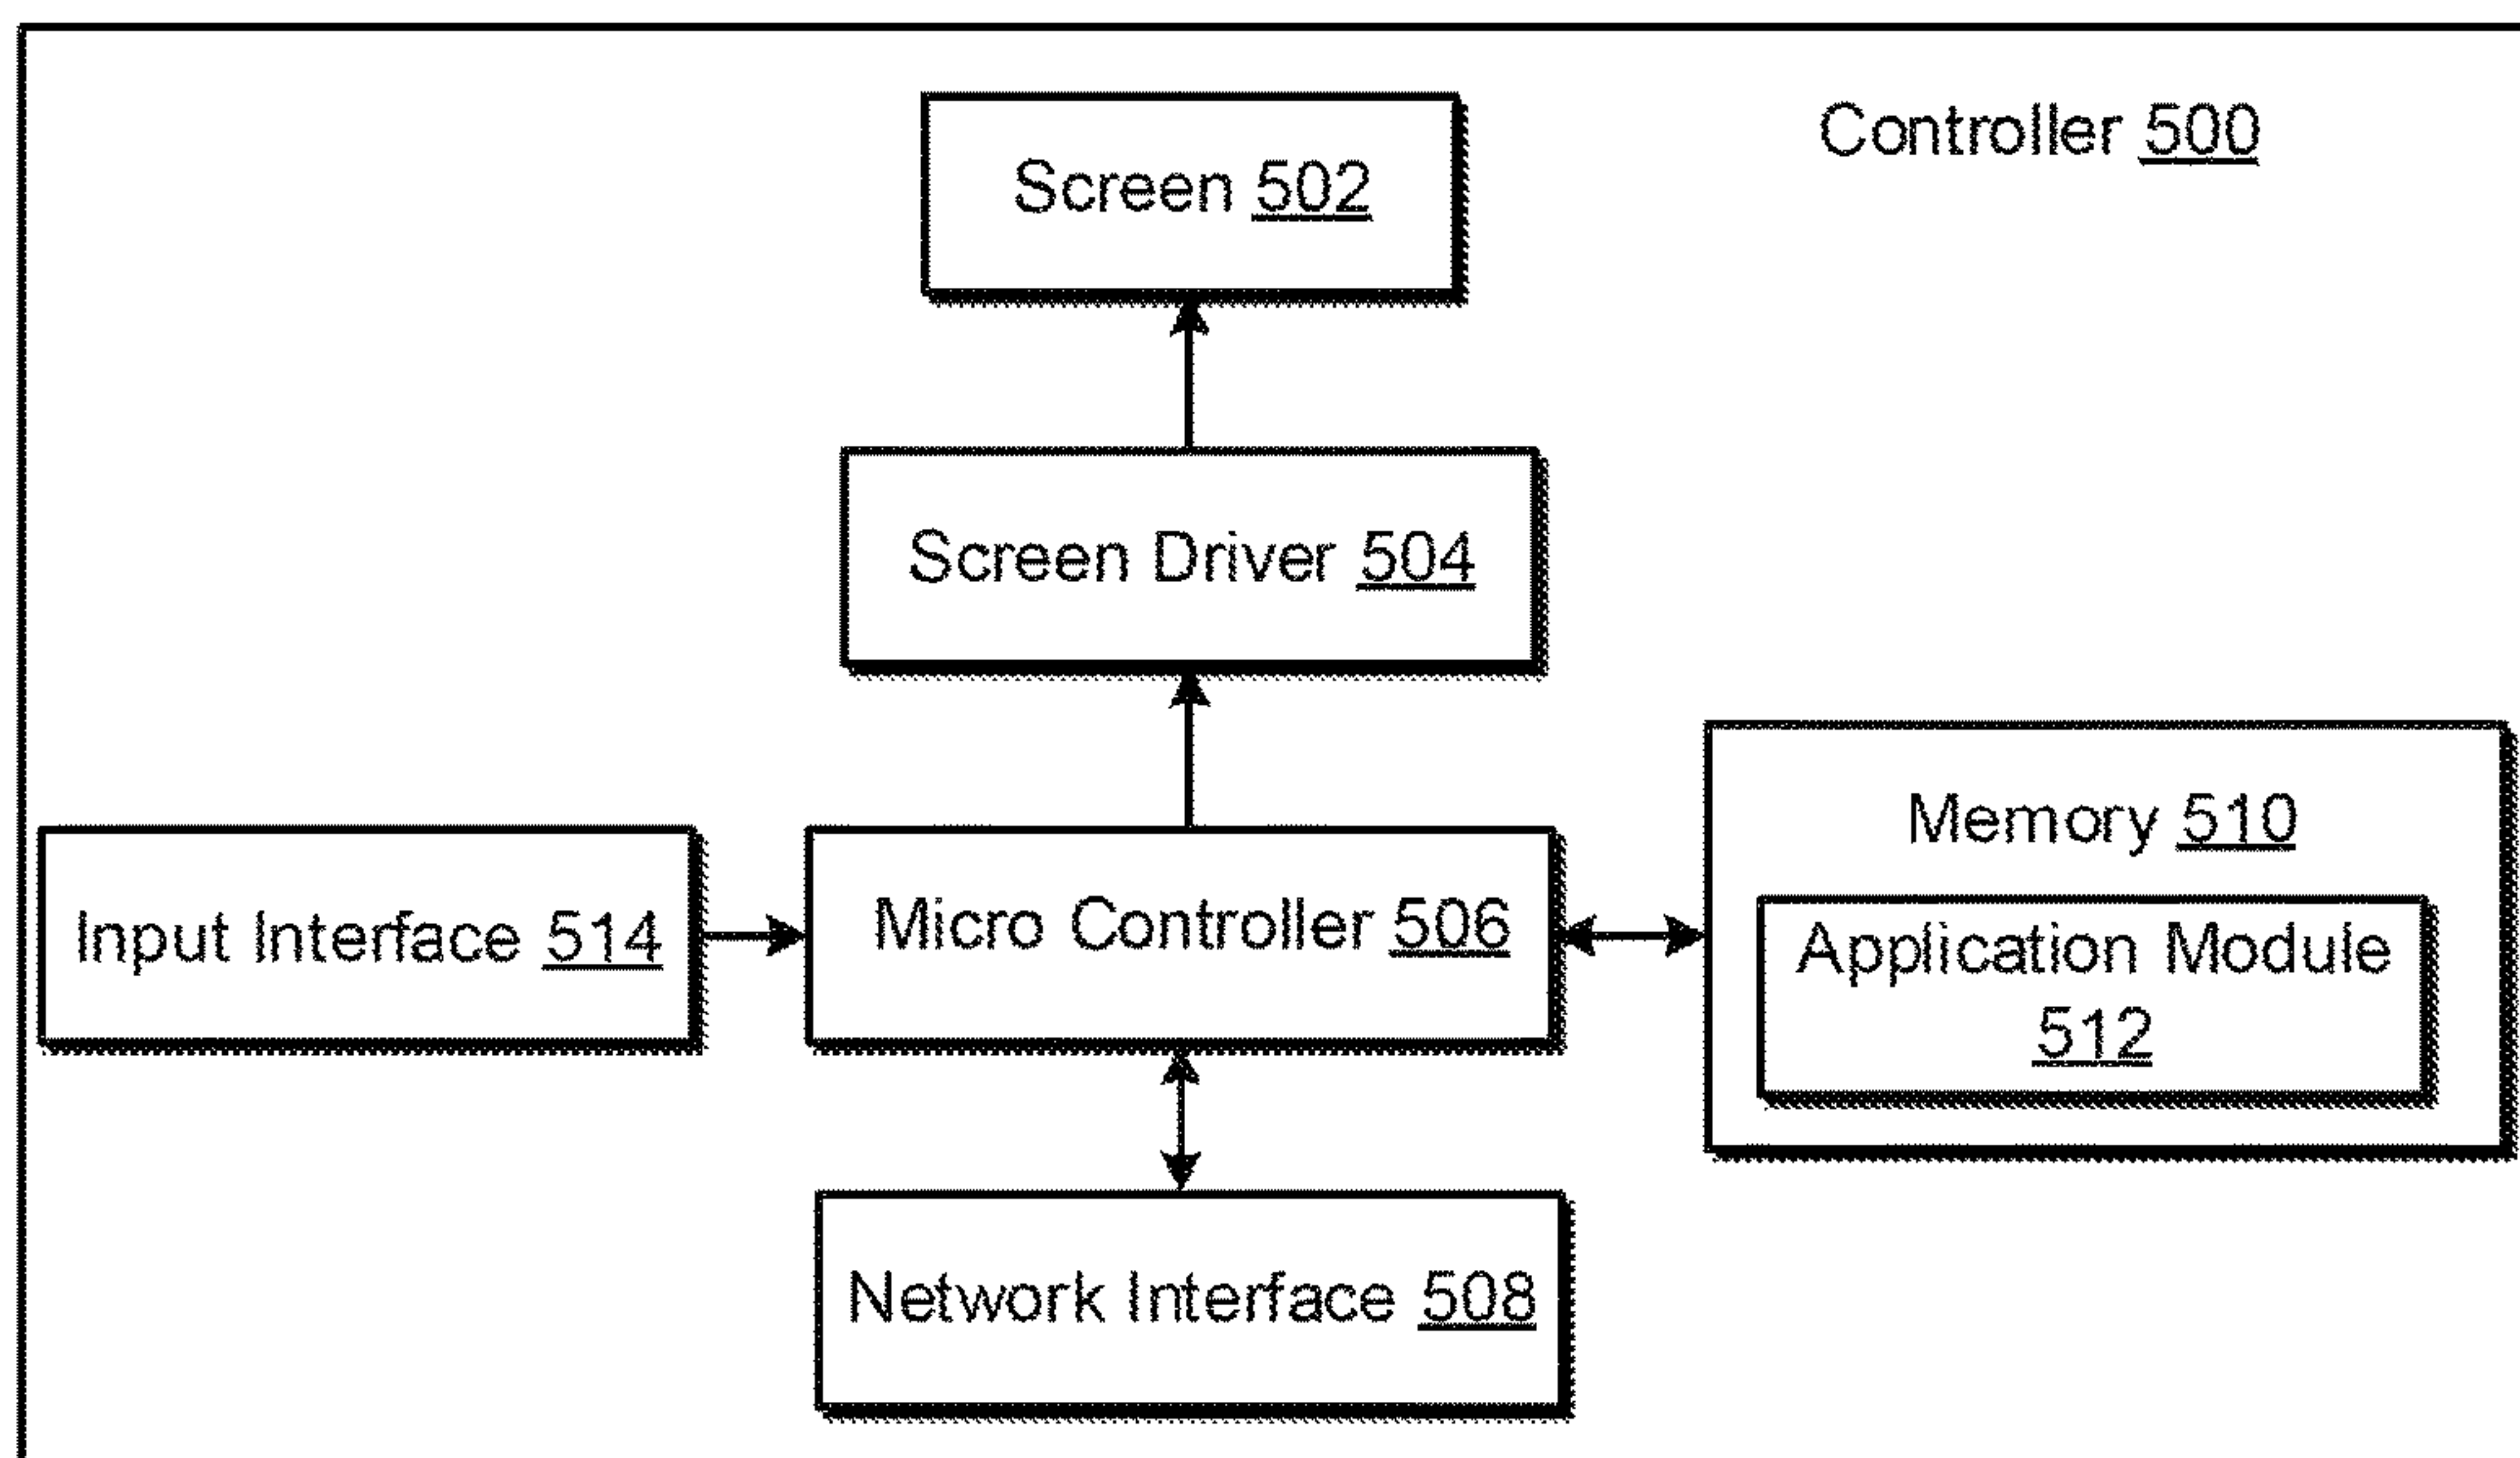 Controller 500
Screen 502
Screen Driver 504
Memory 510
Input Interface 514
Micro Controller 506
Application Module
512
Network Interface 508